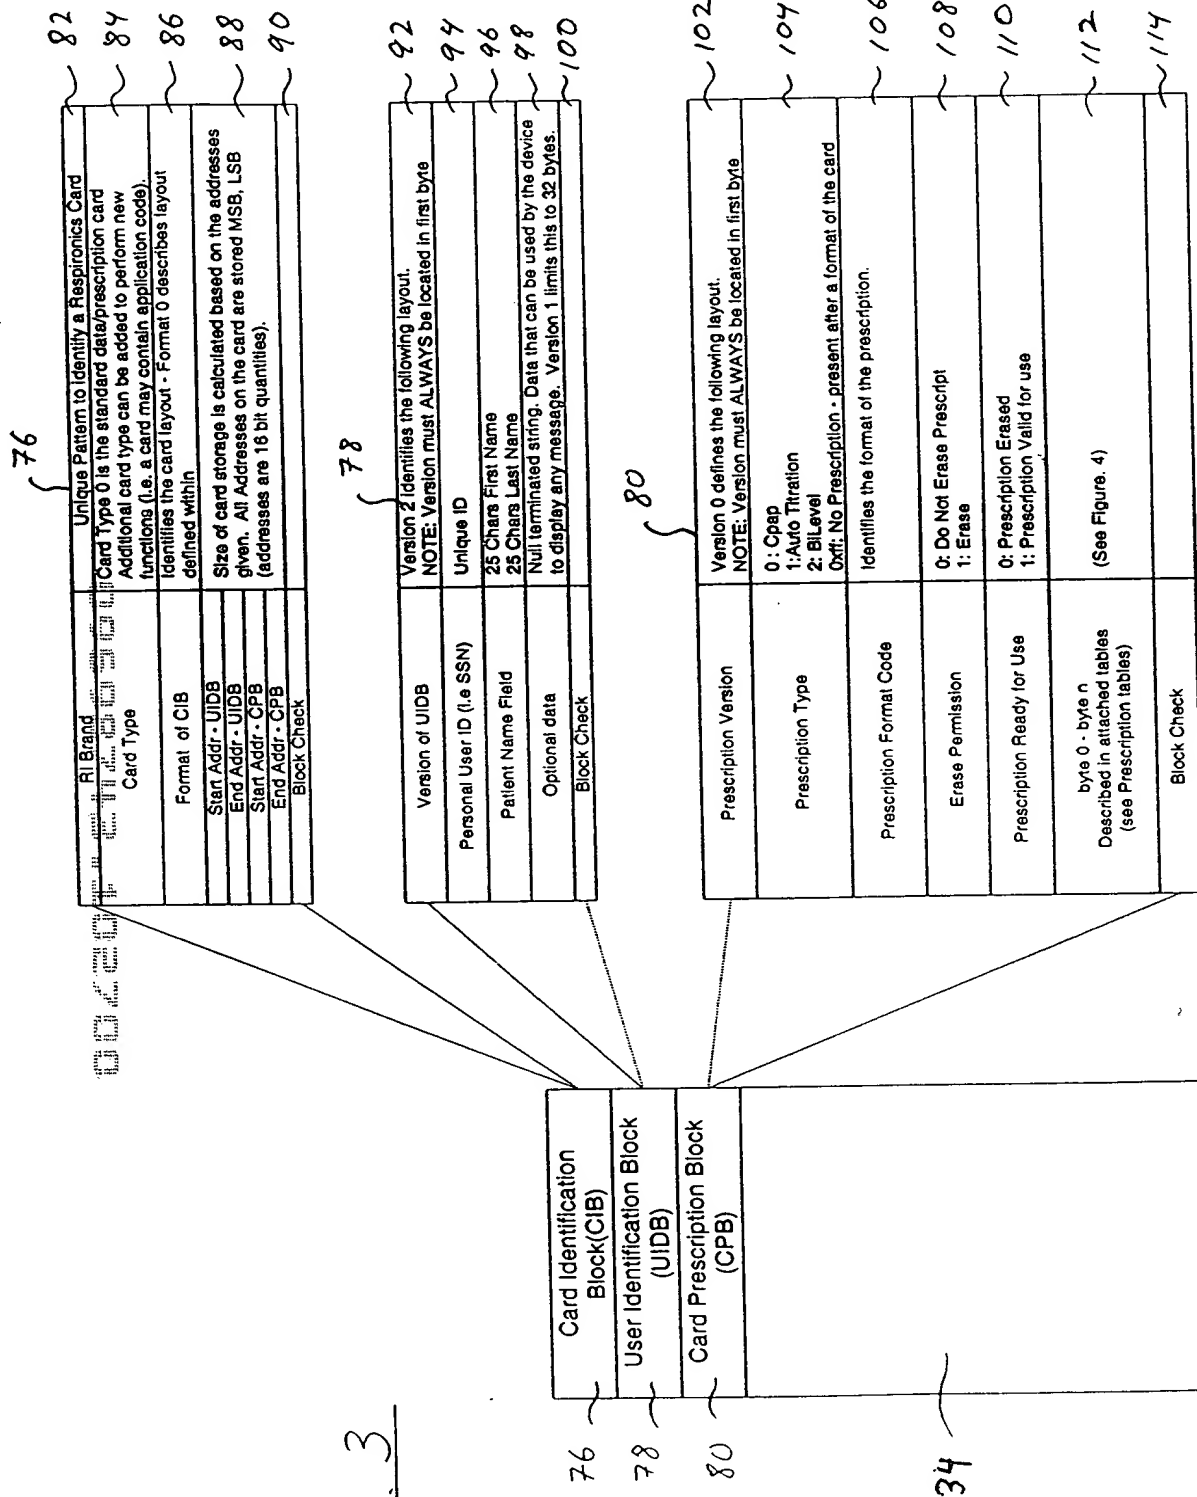 76
RI Brand Unique Pattern to Identify a Respironics Card 82
Card Type Card Type 0 is the standard data/prescription card 84
Additional card type can be added to perform new
functions (i.e. a card may contain application code).
Format of CIB Identifies the card layout - Format 0 describes layout 86
defined within
Start Addr - UIDB Size of card storage is calculated based on the addresses 88
End Addr - UIDB given. All Addresses on the card are stored MSB, LSB
Start Addr - CPB (addresses are 16 bit quantities).
End Addr - CPB
Block Check 90
78
Version of UIDB Version 2 identifies the following layout. 92
NOTE: Version must ALWAYS be located in first byte
Personal User ID (i.e SSN) Unique ID 94
Patient Name Field 25 Chars First Name 96
25 Chars Last Name
Optional data Null terminated string. Data that can be used by the device 98
to display any message. Version 1 limits this to 32 bytes.
Block Check 100
80
Prescription Version Version 0 defines the following layout. 102
NOTE: Version must ALWAYS be located in first byte
Prescription Type 0 : Cpap 104
1:Auto Titration
2: BiLevel
0xff: No Prescription - present after a format of the card
Prescription Format Code Identifies the format of the prescription. 106
Erase Permission 0: Do Not Erase Prescript 108
1: Erase
Prescription Ready for Use 0: Prescription Erased 110
1: Prescription Valid for use
byte 0 - byte n (See Figure. 4) 112
Described in attached tables
(see Prescription tables)
Block Check 114
Card Identification
Block(CIB)
76
User Identification Block
(UIDB)
78
Card Prescription Block
(CPB)
80
34
3